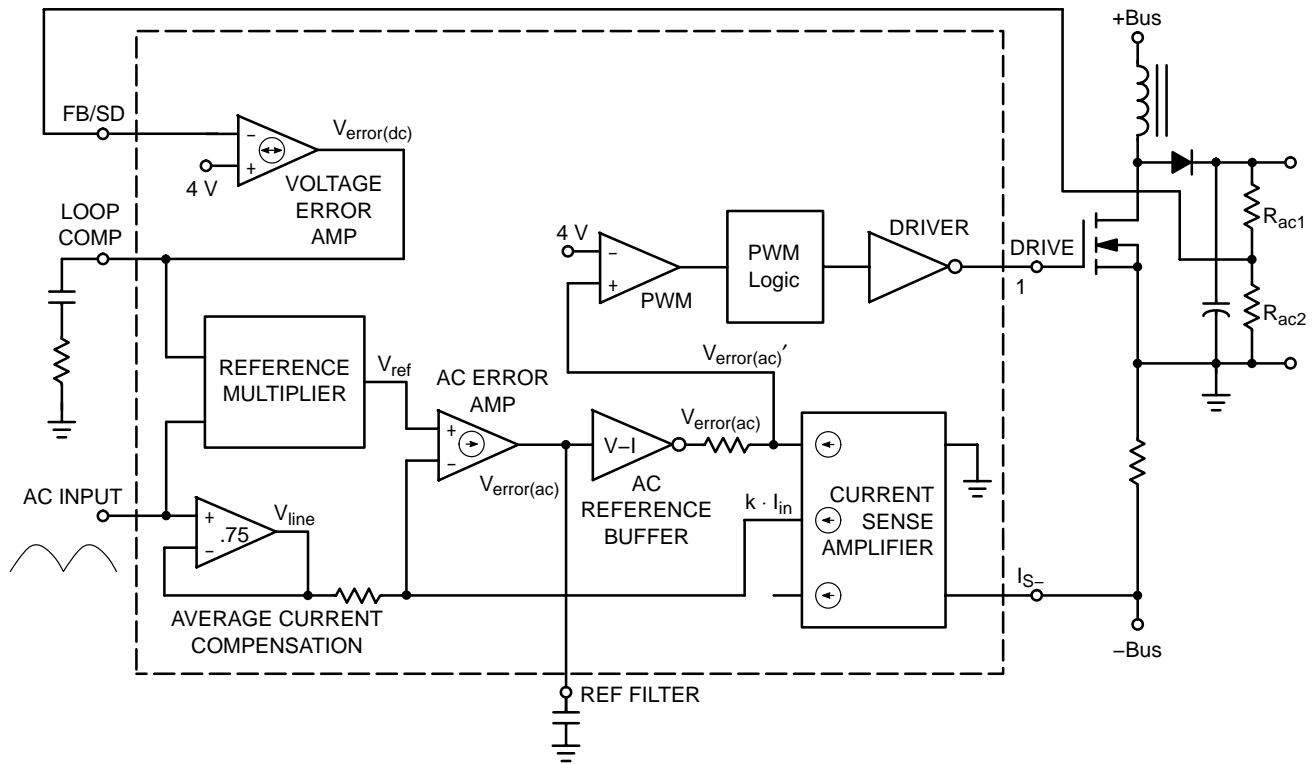 +Bus
FB/SD
V_error(dc)
−
+
4 V
VOLTAGE
ERROR
AMP
LOOP
COMP
R_ac1
4 V
−
+
PWM
PWM
Logic
DRIVER
DRIVE
1
R_ac2
REFERENCE
MULTIPLIER
V_ref
AC ERROR
AMP
V_error(ac)′
+
−
V–I
V_error(ac)
V_error(ac)
AC
REFERENCE
BUFFER
AC INPUT
+
−
.75
V_line
k · I_in
CURRENT
SENSE
AMPLIFIER
I_S−
AVERAGE CURRENT
COMPENSATION
−Bus
REF FILTER